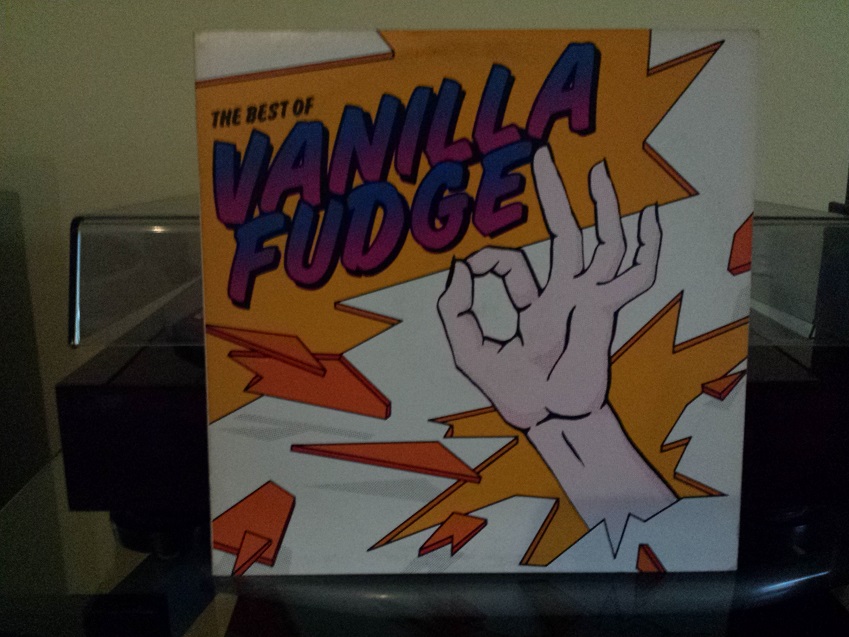 THE BEST OF
VANILLA
FUDGE